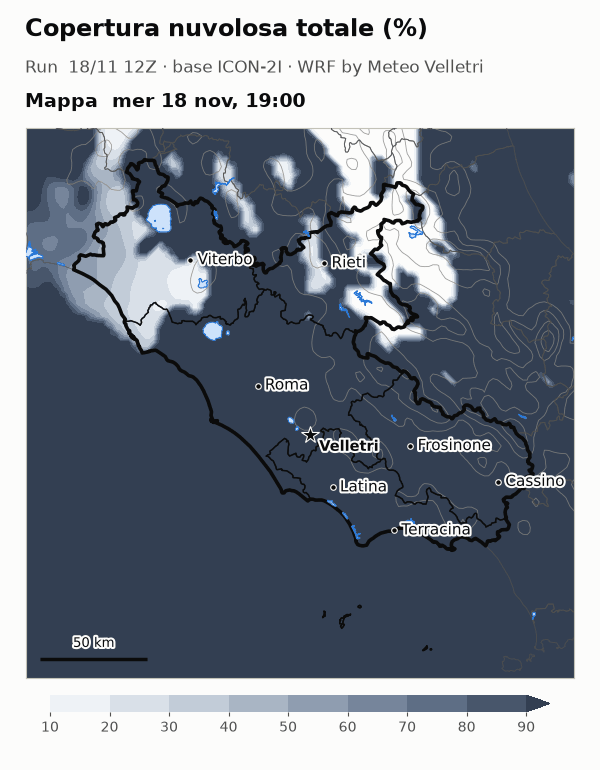 Copertura nuvolosa totale (%)
Run  18/11 12Z · base ICON-2I · WRF by Meteo Velletri
Mappa  mer 18 nov, 19:00
Viterbo
Rieti
Roma
Velletri
Frosinone
Cassino
Latina
Terracina
50 km
10 20 30 40 50 60 70 80 90